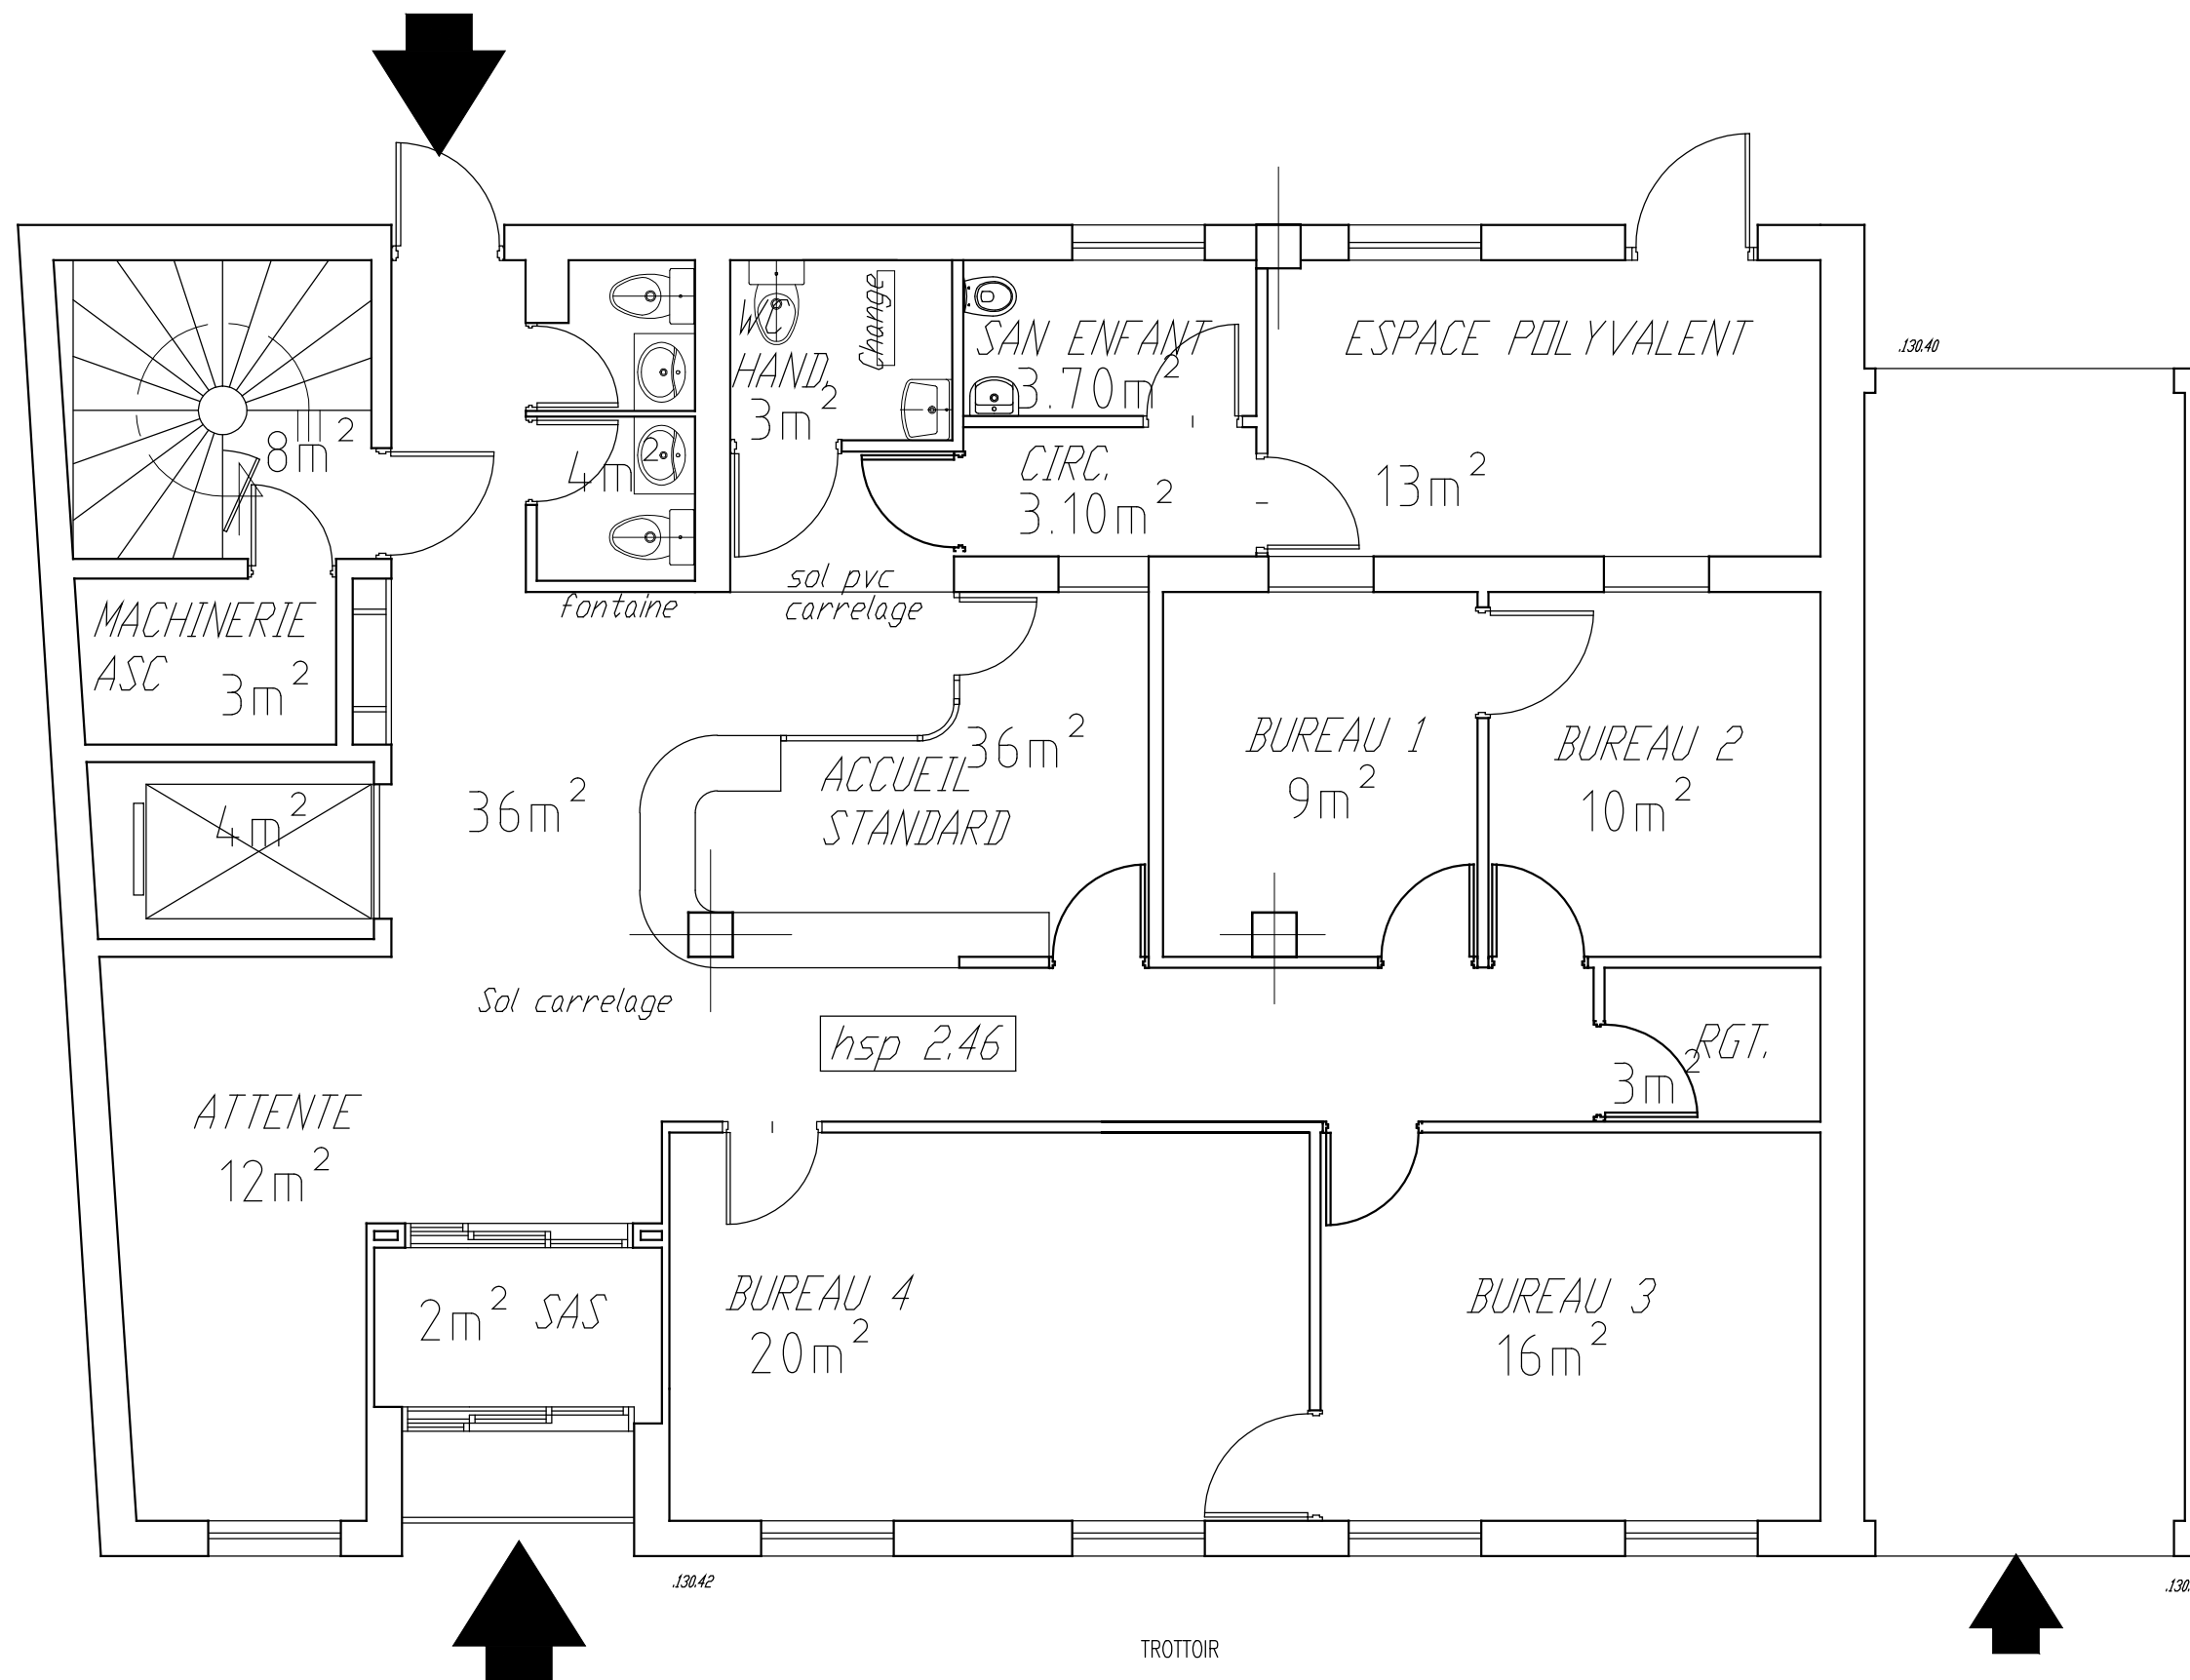 .130.40
WC
HAND.
3m²
Change
SAN ENFANT
3.70m²
ESPACE POLYVALENT
13m²
8m²
4m²
CIRC.
3.10m²
sol pvc
carrelage
fontaine
MACHINERIE
ASC
3m²
36m²
ACCUEIL
STANDARD
36m²
BUREAU 1
9m²
BUREAU 2
10m²
4m²
Sol carrelage
hsp 2.46
RGT.
3m²
ATTENTE
12m²
2m² SAS
BUREAU 4
20m²
BUREAU 3
16m²
.130.42
.130.
TROTTOIR